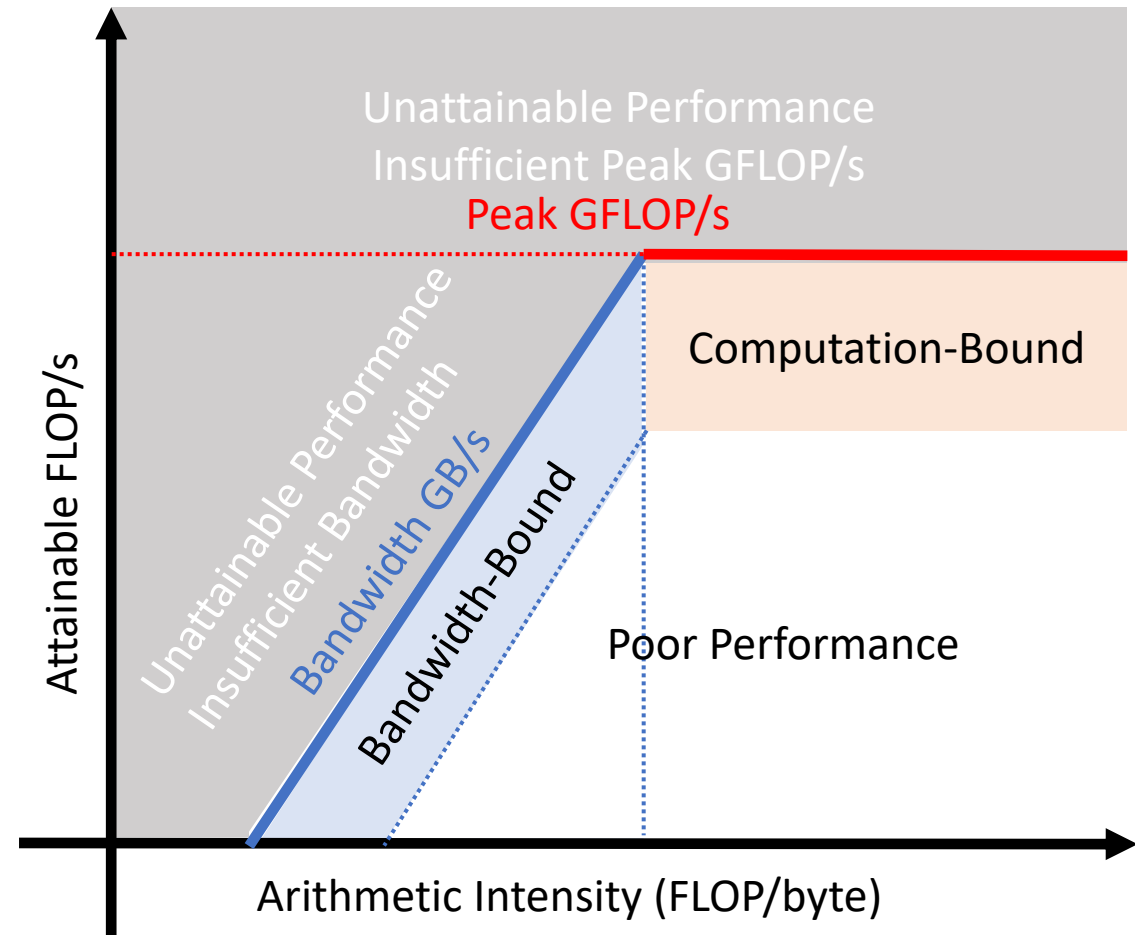 Unattainable Performance
Insufficient Peak GFLOP/s
Peak GFLOP/s
Unattainable Performance
Insufficient Bandwidth
Bandwidth GB/s
Bandwidth-Bound
Computation-Bound
Poor Performance
Attainable FLOP/s
Arithmetic Intensity (FLOP/byte)